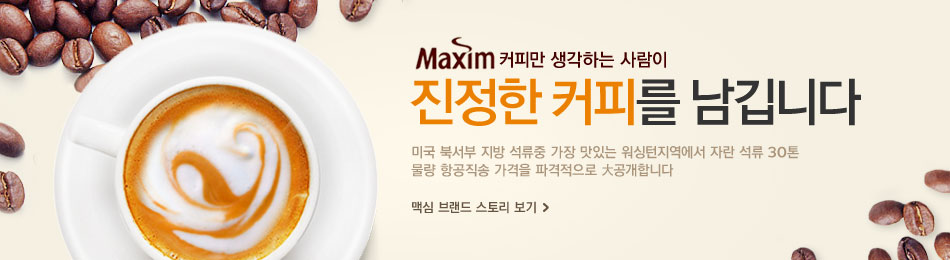 Maxim 커피만 생각하는 사람이
진정한 커피를 남깁니다
미국 북서부 지방 석류중 가장 맛있는 워싱턴지역에서 자란 석류 30톤
물량 항공직송 가격을 파격적으로 大공개합니다
맥심 브랜드 스토리 보기 >